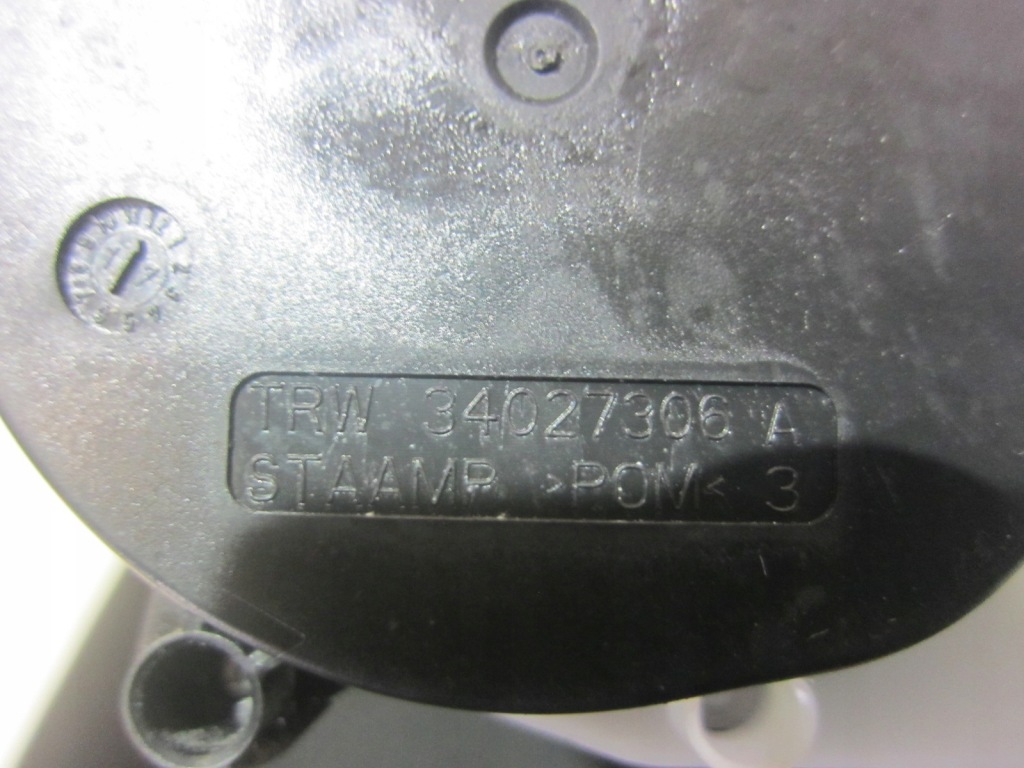 TRW 34027306 A
STAAMP >POM< 3